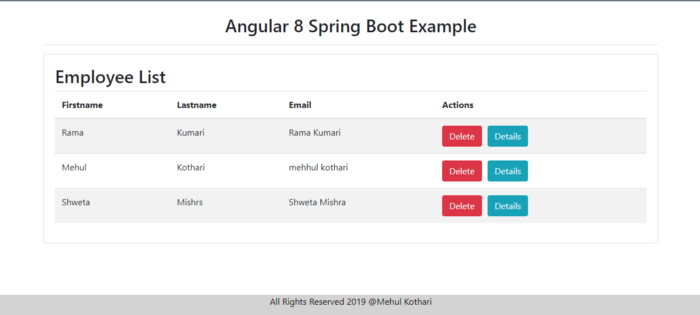 Angular 8 Spring Boot Example
Employee List
Firstname Lastname Email Actions
Rama Kumari Rama Kumari Delete Details
Mehul Kothari mehhul kothari Delete Details
Shweta Mishrs Shweta Mishra Delete Details
All Rights Reserved 2019 @Mehul Kothari